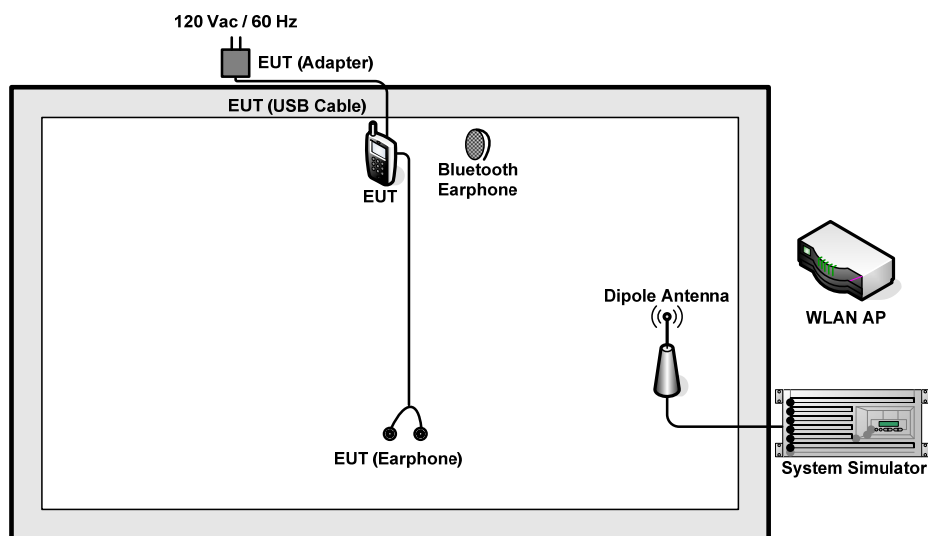 120 Vac / 60 Hz
EUT (Adapter)
EUT (USB Cable)
EUT
Bluetooth
Earphone
Dipole Antenna
WLAN AP
EUT (Earphone)
System Simulator